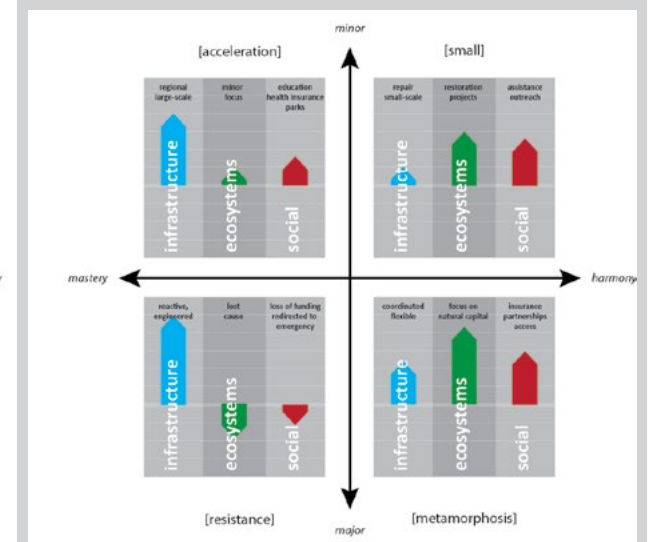 minor
[acceleration]
[small]
regional
large-scale
minor
focus
education
health insurance
parks
repair
small-scale
restoration
projects
assistance
outreach
infrastructure
ecosystems
social
infrastructure
ecosystems
social
mastery
harmony
reactive,
engineered
lost
cause
loss of funding
redirected to
emergency
coordinated
flexible
focus on
natural capital
insurance
partnerships
access
infrastructure
ecosystems
social
infrastructure
ecosystems
social
[resistance]
[metamorphosis]
major